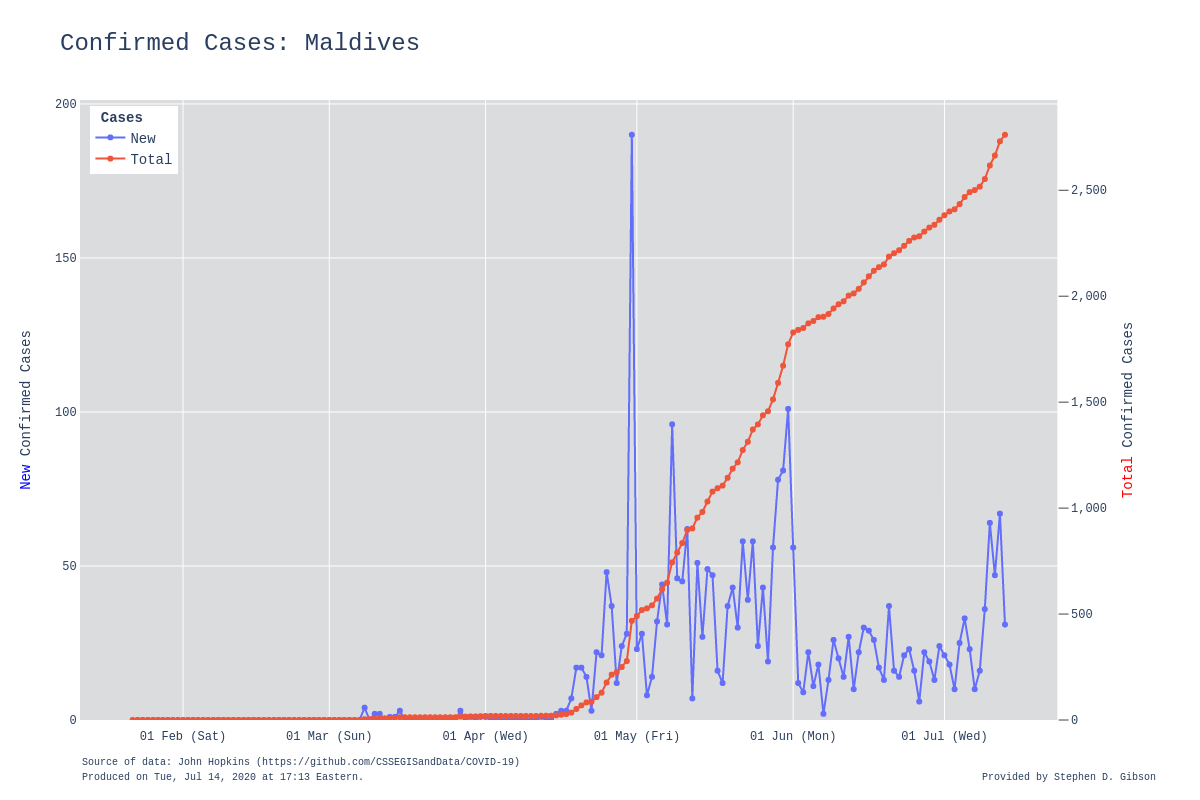 Confirmed Cases: Maldives
Cases
New
Total
200
150
100
50
0
2,500
2,000
1,500
1,000
500
0
New Confirmed Cases
Total Confirmed Cases
01 Feb (Sat)
01 Mar (Sun)
01 Apr (Wed)
01 May (Fri)
01 Jun (Mon)
01 Jul (Wed)
Source of data: John Hopkins (https://github.com/CSSEGISandData/COVID-19)
Produced on Tue, Jul 14, 2020 at 17:13 Eastern.
Provided by Stephen D. Gibson